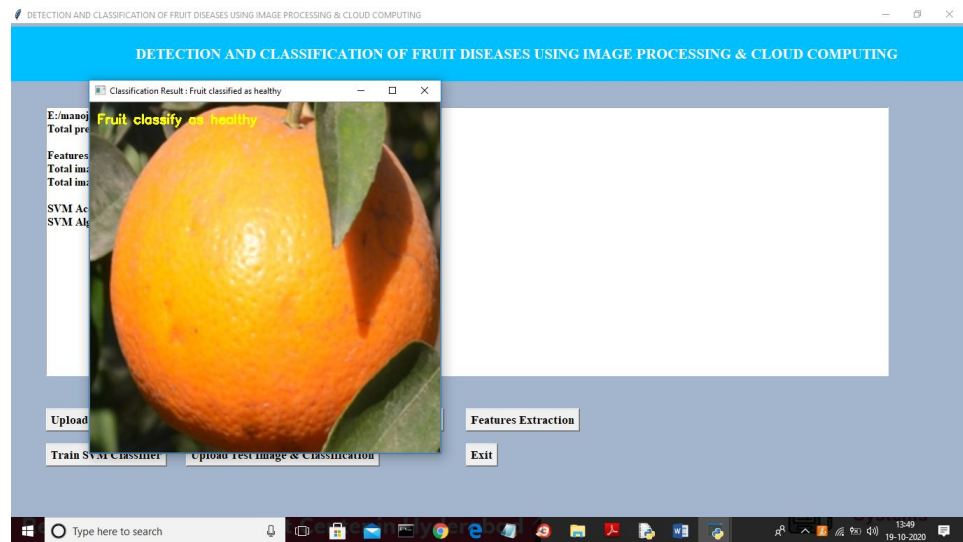 DETECTION AND CLASSIFICATION OF FRUIT DISEASES USING IMAGE PROCESSING & CLOUD COMPUTING
DETECTION AND CLASSIFICATION OF FRUIT DISEASES USING IMAGE PROCESSING & CLOUD COMPUTING
Classification Result : Fruit classified as healthy
Fruit classify as healthy
E:/manoj
Total pre
Features
Total ima
Total ima
SVM Ac
SVM Alg
Upload
Features Extraction
Train SVM Classifier
Upload Test Image & Classification
Exit
Type here to search
13:49
19-10-2020